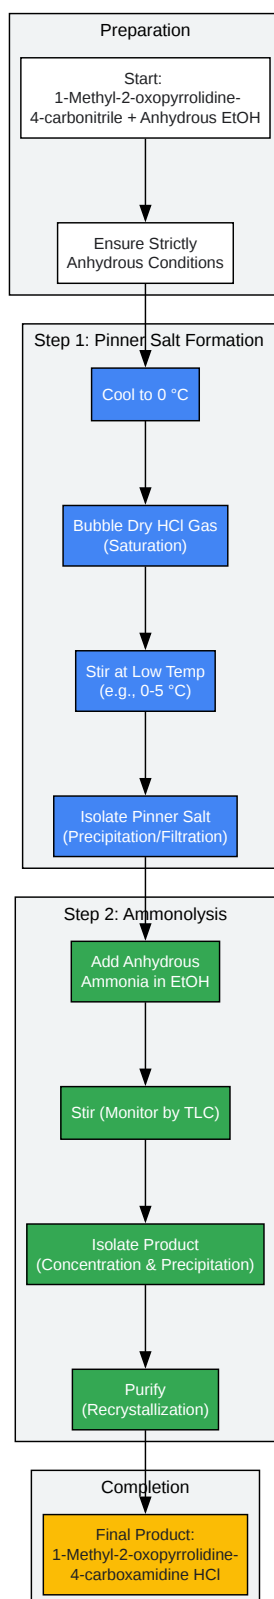 Preparation
Start:
1-Methyl-2-oxopyrrolidine-
4-carbonitrile + Anhydrous EtOH
Ensure Strictly
Anhydrous Conditions
Step 1: Pinner Salt Formation
Cool to 0 °C
Bubble Dry HCl Gas
(Saturation)
Stir at Low Temp
(e.g., 0-5 °C)
Isolate Pinner Salt
(Precipitation/Filtration)
Step 2: Ammonolysis
Add Anhydrous
Ammonia in EtOH
Stir (Monitor by TLC)
Isolate Product
(Concentration & Precipitation)
Purify
(Recrystallization)
Completion
Final Product:
1-Methyl-2-oxopyrrolidine-
4-carboxamidine HCl